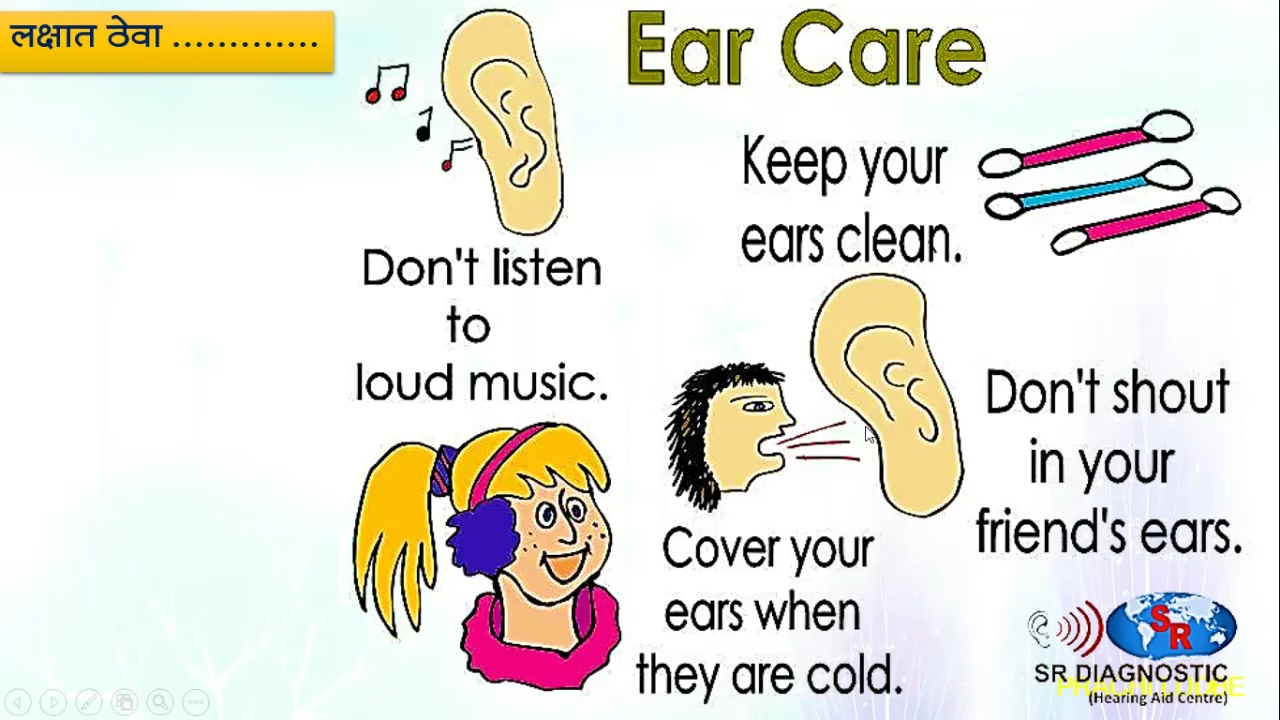 लक्षात ठेवा .............
Ear Care
Don't listen
to
loud music.
Keep your
ears clean.
Don't shout
in your
friend's ears.
Cover your
ears when
they are cold.
SR
SR DIAGNOSTIC
(Hearing Aid Centre)